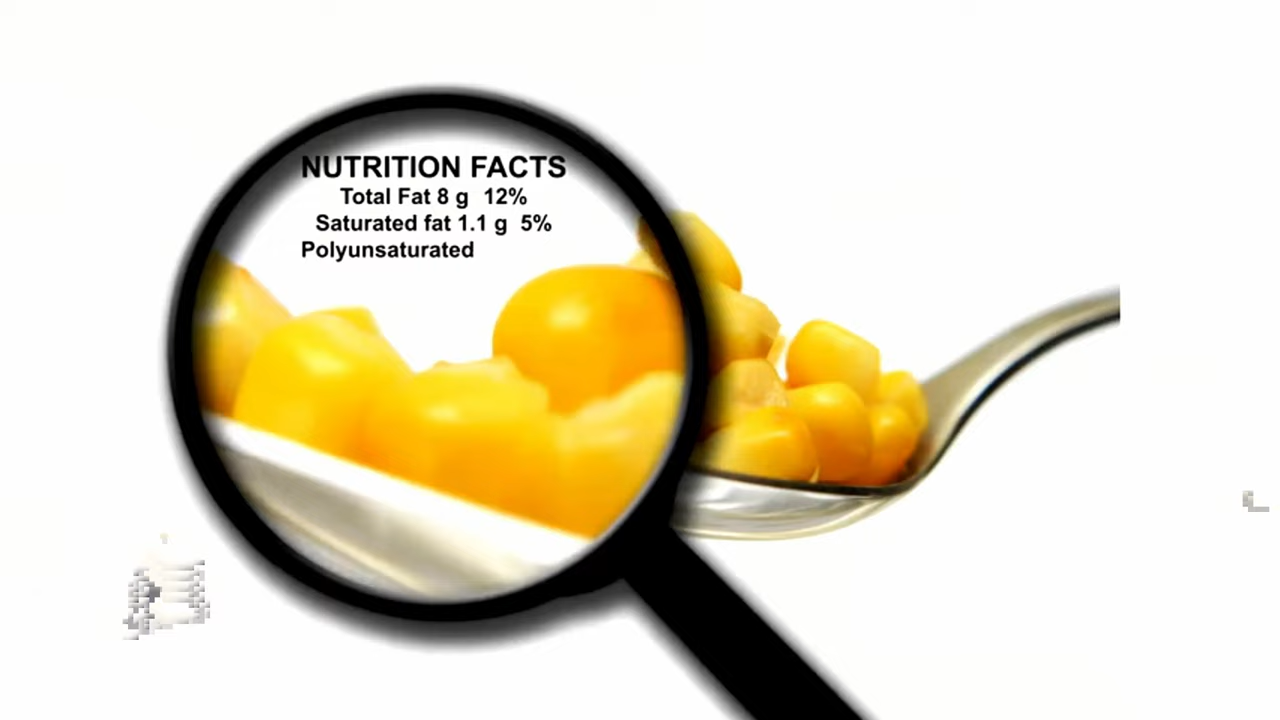 NUTRITION FACTS
Total Fat 8 g 12%
Saturated fat 1.1 g 5%
Polyunsaturated